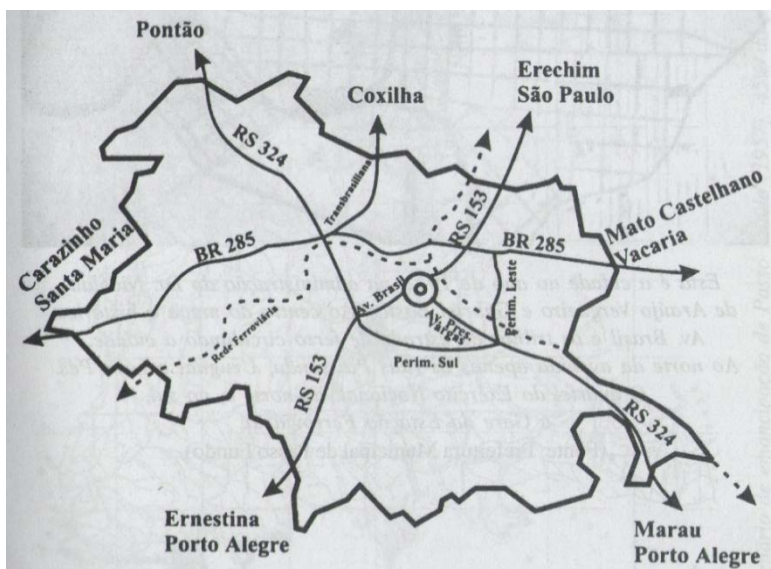 Pontão
Erechim
São Paulo
Coxilha
RS 324
Transbrasiliana
RS 153
Mato Castelhano
Vacaria
BR 285
BR 285
Carazinho
Santa Maria
Av. Brasil
Perim. Leste
Av. Pres.
Vargas
Rede Ferroviária
Perim. Sul
RS 153
RS 324
Ernestina
Porto Alegre
Marau
Porto Alegre